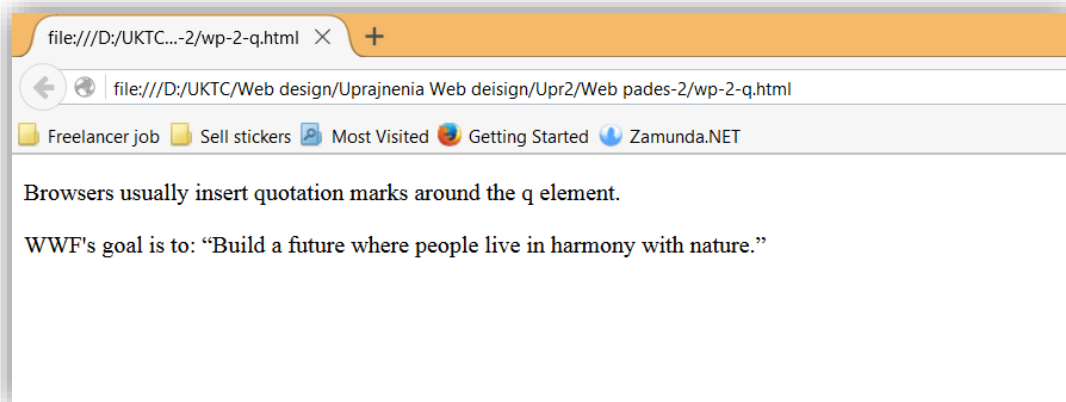 file:///D:/UKTC...-2/wp-2-q.html
file:///D:/UKTC/Web design/Uprajnenia Web deisign/Upr2/Web pades-2/wp-2-q.html
Freelancer job Sell stickers Most Visited Getting Started Zamunda.NET
Browsers usually insert quotation marks around the q element.
WWF's goal is to: “Build a future where people live in harmony with nature.”